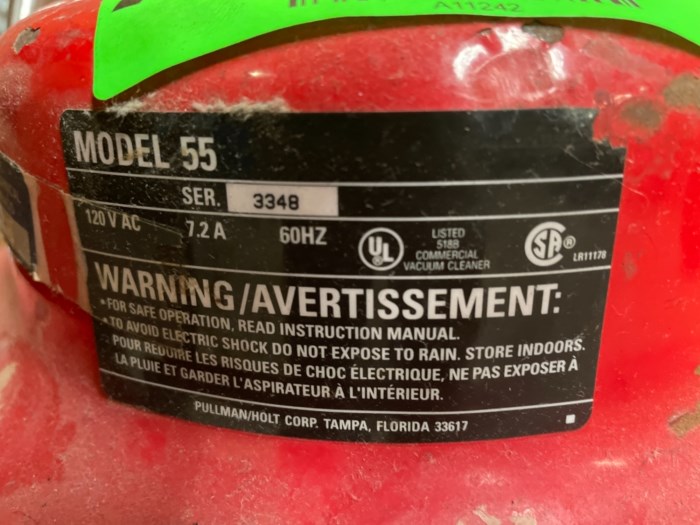 A11242
MODEL 55
SER. 3348
120 V AC 7.2 A 60HZ
UL
LISTED
518B
COMMERCIAL
VACUUM CLEANER
SA®
LR11170
WARNING/AVERTISSEMENT:
•FOR SAFE OPERATION, READ INSTRUCTION MANUAL.
•TO AVOID ELECTRIC SHOCK DO NOT EXPOSE TO RAIN. STORE INDOORS.
POUR REDUIRE LES RISQUES DE CHOC ÉLECTRIQUE, NE PAS EXPOSER À
LA PLUIE ET GARDER L'ASPIRATEUR À L'INTÉRIEUR.
PULLMAN/HOLT CORP. TAMPA, FLORIDA 33617